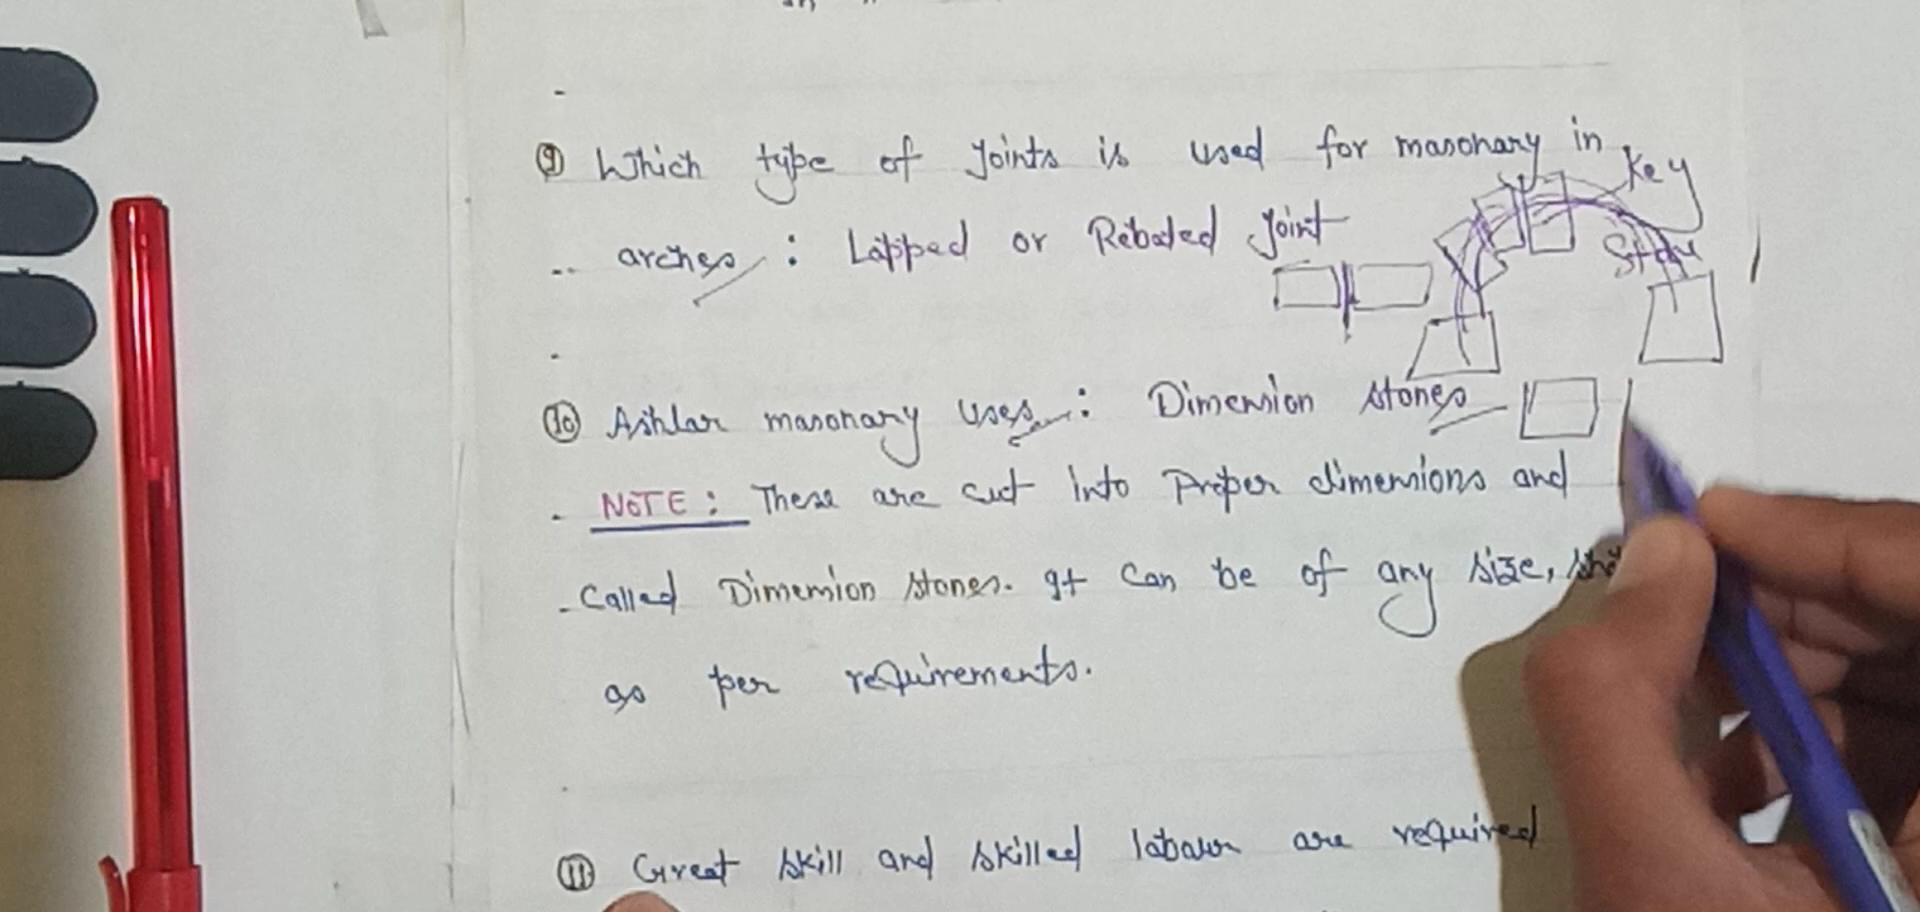 ⑨ Which type of Joints is used for masonary in
arches : Lapped or Rebated Joint
Key
Stone
⑩ Ashlar masonary uses : Dimension stones
NOTE : These are cut into Proper dimensions and
Called Dimension stones. It can be of any size,
as per requirements.
⑪ Great skill and skilled labour are required